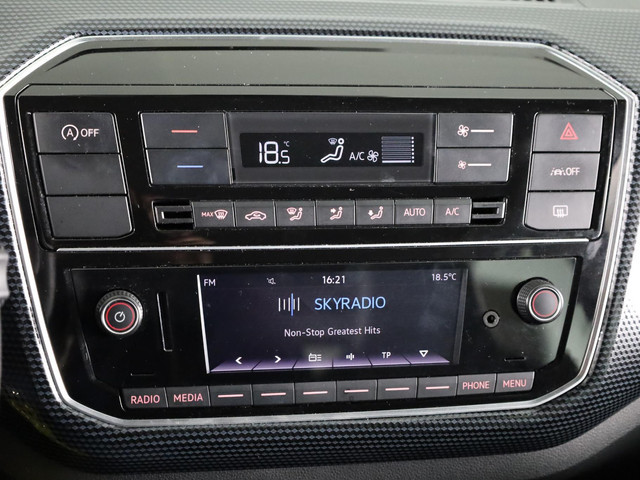 A OFF
18.5 °C A/C
OFF
MAX AUTO A/C
FM 16:21 18.5°C
SKYRADIO
Non-Stop Greatest Hits
< > TP
RADIO MEDIA PHONE MENU